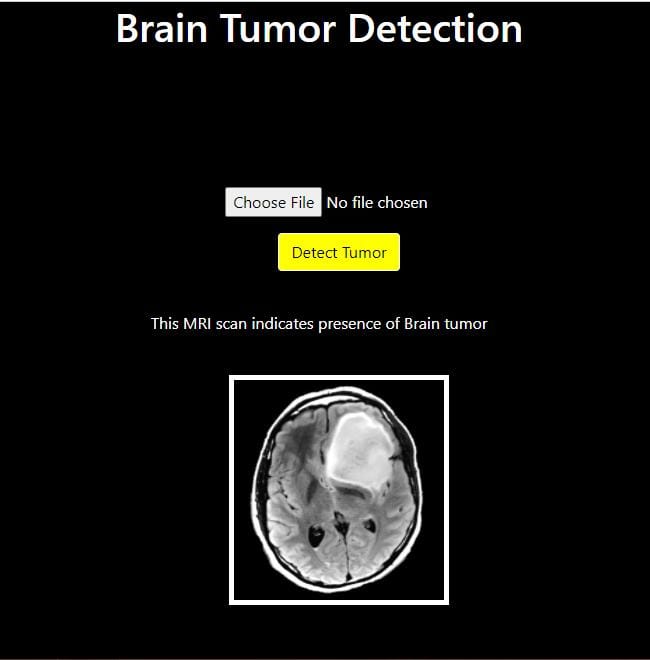 Brain Tumor Detection
Choose File No file chosen
Detect Tumor
This MRI scan indicates presence of Brain tumor